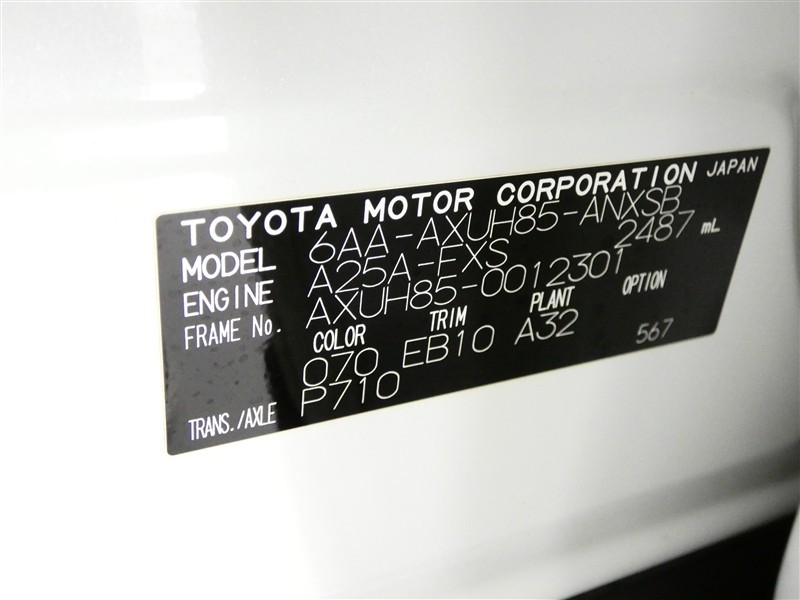 TOYOTA MOTOR CORPORATION JAPAN
MODEL 6AA-AXUH85-ANXSB
ENGINE A25A-FXS 2487 mL
FRAME No. AXUH85-0012301
COLOR TRIM PLANT OPTION
070 EB10 A32 567
TRANS./AXLE P710